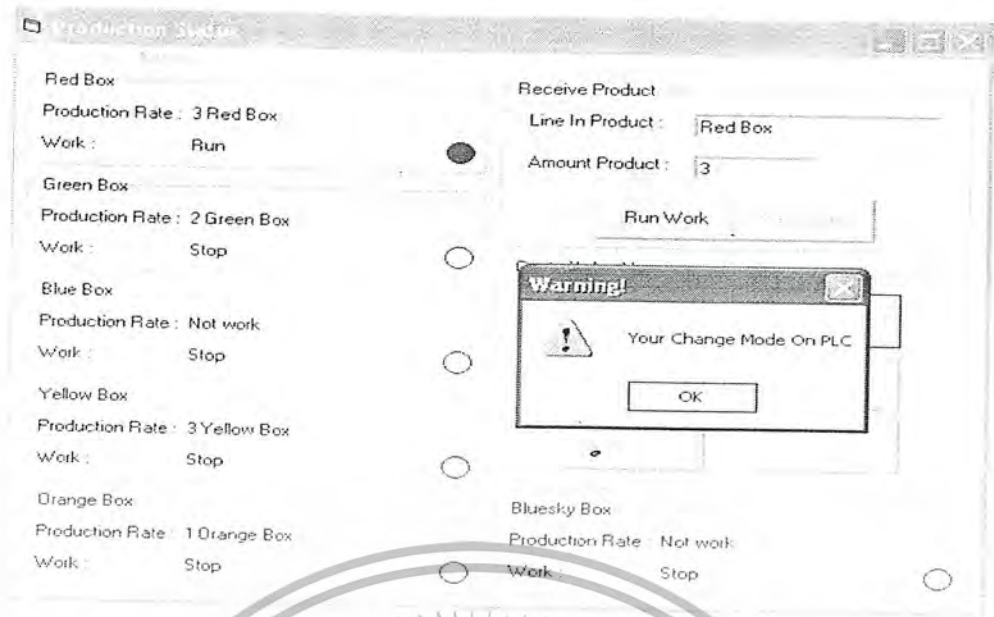 Production Status
Red Box
Production Rate : 3 Red Box
Work : Run
Green Box
Production Rate : 2 Green Box
Work : Stop
Blue Box
Production Rate : Not work
Work : Stop
Yellow Box
Production Rate : 3 Yellow Box
Work : Stop
Orange Box
Production Rate : 1 Orange Box
Work : Stop
Receive Product
Line In Product : Red Box
Amount Product : 3
Run Work
Warning!
Your Change Mode On PLC
OK
Bluesky Box
Production Rate : Not work
Work : Stop